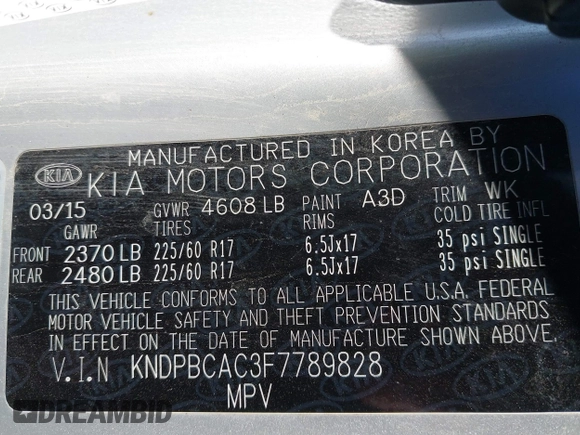 MANUFACTURED IN KOREA BY
KIA KIA MOTORS CORPORATION
03/15 GVWR 4608 LB PAINT A3D TRIM WK
GAWR TIRES RIMS COLD TIRE INFL
FRONT 2370 LB 225/60 R17 6.5Jx17 35 psi SINGLE
REAR 2480 LB 225/60 R17 6.5Jx17 35 psi SINGLE
THIS VEHICLE CONFORMS TO ALL APPLICABLE U.S.A. FEDERAL
MOTOR VEHICLE SAFETY AND THEFT PREVENTION STANDARDS
IN EFFECT ON THE DATE OF MANUFACTURE SHOWN ABOVE.
V.I.N KNDPBCAC3F7789828
MPV
DREAMBID